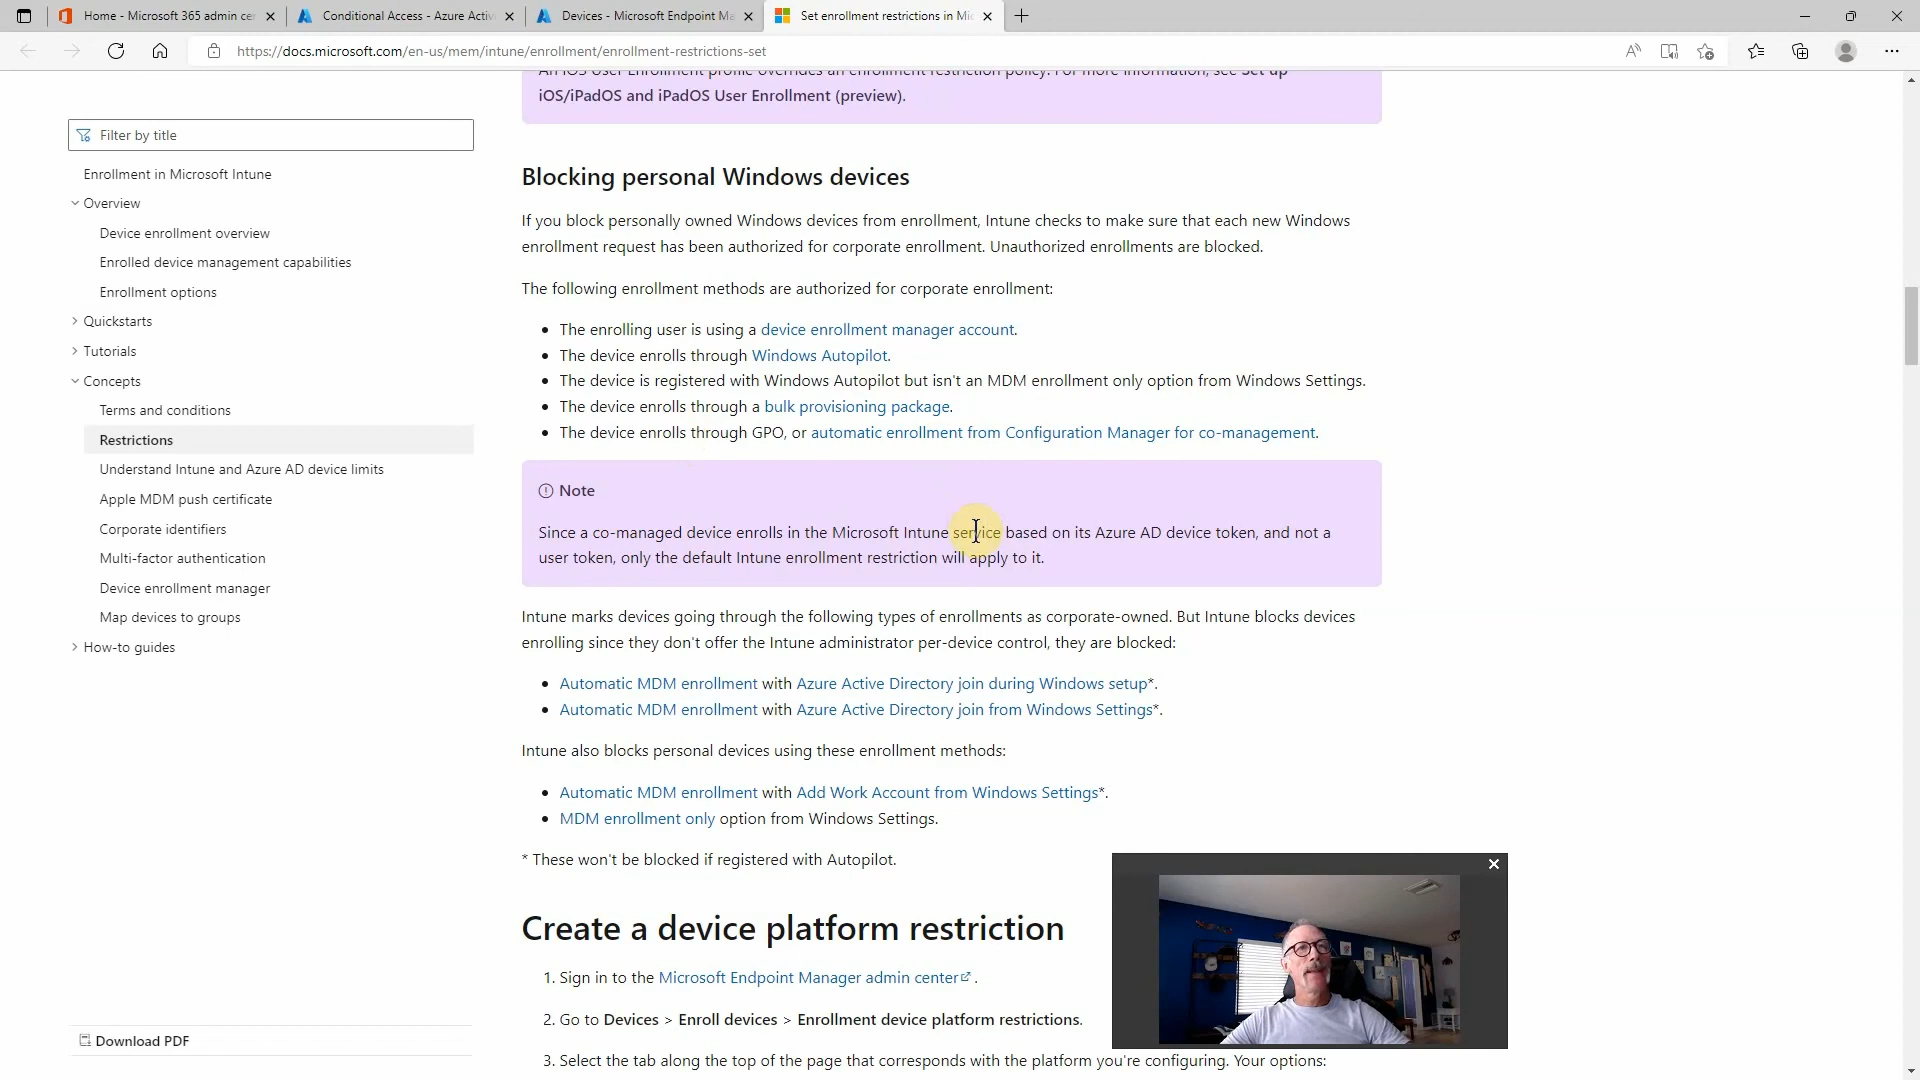 Home - Microsoft 365 admin ce
Conditional Access - Azure Activ
Devices - Microsoft Endpoint Ma
Set enrollment restrictions in Mic
https://docs.microsoft.com/en-us/mem/intune/enrollment/enrollment-restrictions-set
An iOS User Enrollment profile overrides an enrollment restriction policy. For more information, see Set up
iOS/iPadOS and iPadOS User Enrollment (preview).
Filter by title
Enrollment in Microsoft Intune
Overview
Device enrollment overview
Enrolled device management capabilities
Enrollment options
Quickstarts
Tutorials
Concepts
Terms and conditions
Restrictions
Understand Intune and Azure AD device limits
Apple MDM push certificate
Corporate identifiers
Multi-factor authentication
Device enrollment manager
Map devices to groups
How-to guides
Download PDF
Blocking personal Windows devices
If you block personally owned Windows devices from enrollment, Intune checks to make sure that each new Windows
enrollment request has been authorized for corporate enrollment. Unauthorized enrollments are blocked.
The following enrollment methods are authorized for corporate enrollment:
• The enrolling user is using a device enrollment manager account.
• The device enrolls through Windows Autopilot.
• The device is registered with Windows Autopilot but isn't an MDM enrollment only option from Windows Settings.
• The device enrolls through a bulk provisioning package.
• The device enrolls through GPO, or automatic enrollment from Configuration Manager for co-management.
Note
Since a co-managed device enrolls in the Microsoft Intune service based on its Azure AD device token, and not a
user token, only the default Intune enrollment restriction will apply to it.
Intune marks devices going through the following types of enrollments as corporate-owned. But Intune blocks devices
enrolling since they don't offer the Intune administrator per-device control, they are blocked:
• Automatic MDM enrollment with Azure Active Directory join during Windows setup*.
• Automatic MDM enrollment with Azure Active Directory join from Windows Settings*.
Intune also blocks personal devices using these enrollment methods:
• Automatic MDM enrollment with Add Work Account from Windows Settings*.
• MDM enrollment only option from Windows Settings.
* These won't be blocked if registered with Autopilot.
Create a device platform restriction
1. Sign in to the Microsoft Endpoint Manager admin center .
2. Go to Devices > Enroll devices > Enrollment device platform restrictions.
3. Select the tab along the top of the page that corresponds with the platform you're configuring. Your options: